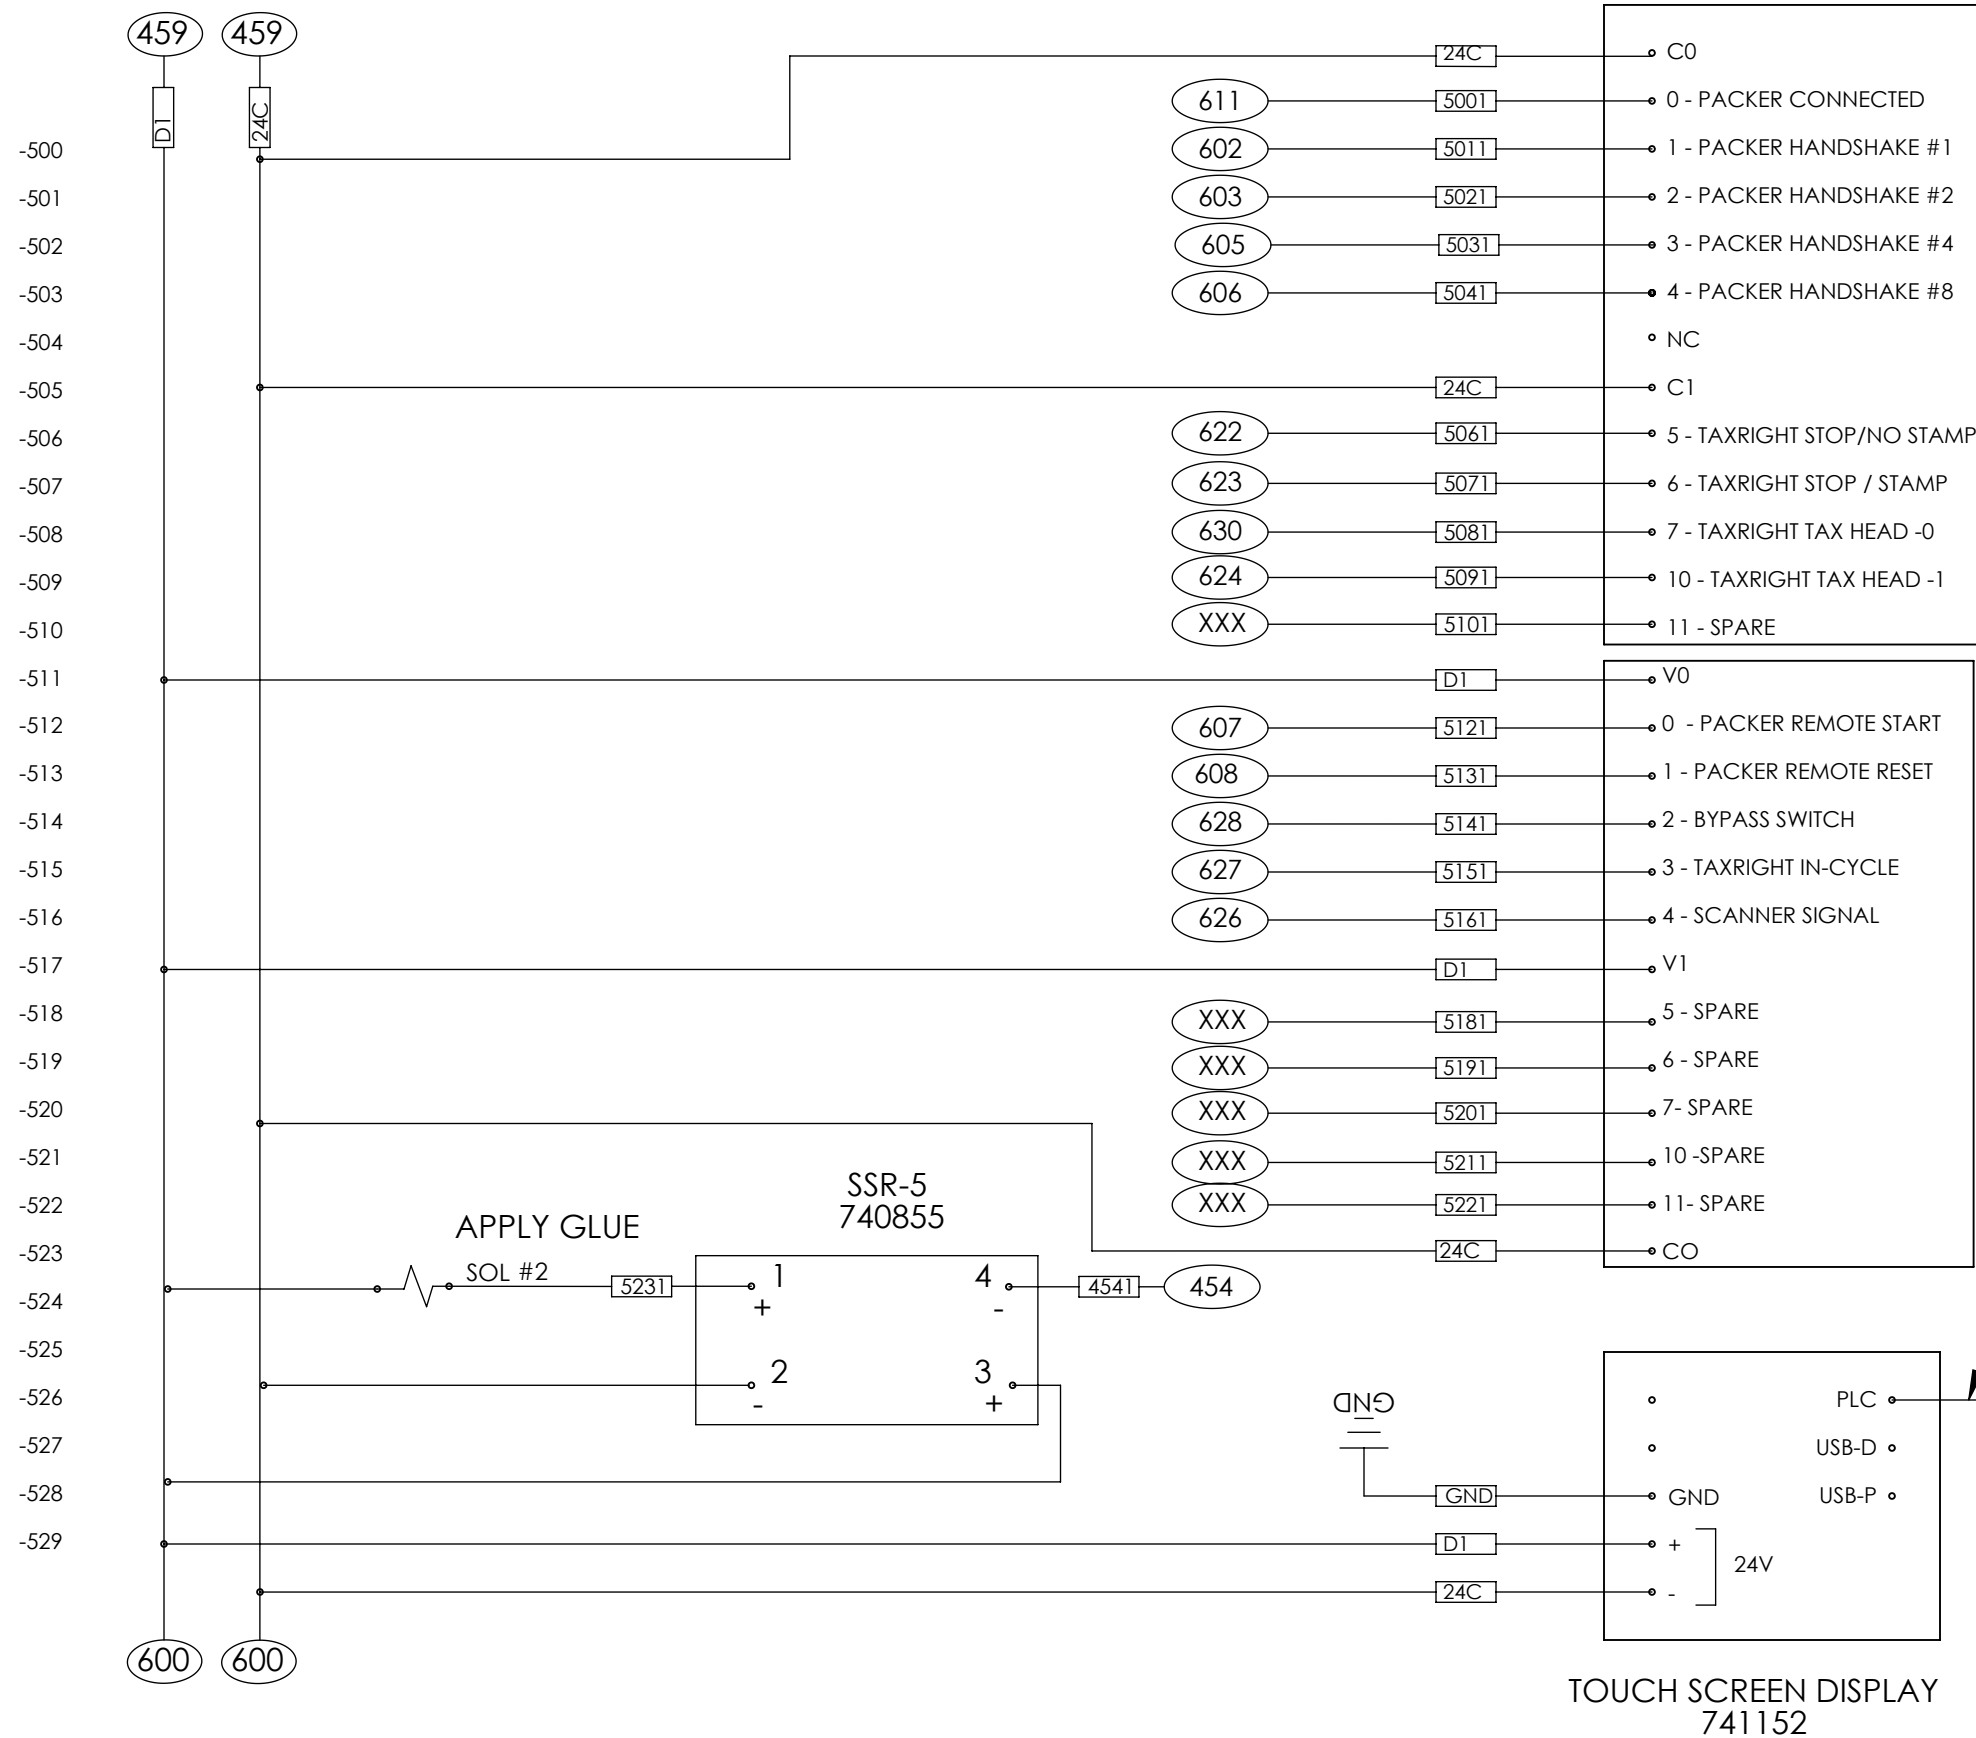 459 459
D1 24C
24C C0
611 5001 0 - PACKER CONNECTED
-500 602 5011 1 - PACKER HANDSHAKE #1
-501 603 5021 2 - PACKER HANDSHAKE #2
-502 605 5031 3 - PACKER HANDSHAKE #4
-503 606 5041 4 - PACKER HANDSHAKE #8
-504 NC
-505 24C C1
-506 622 5061 5 - TAXRIGHT STOP/NO STAMP
-507 623 5071 6 - TAXRIGHT STOP / STAMP
-508 630 5081 7 - TAXRIGHT TAX HEAD -0
-509 624 5091 10 - TAXRIGHT TAX HEAD -1
-510 XXX 5101 11 - SPARE
-511 D1 V0
-512 607 5121 0 - PACKER REMOTE START
-513 608 5131 1 - PACKER REMOTE RESET
-514 628 5141 2 - BYPASS SWITCH
-515 627 5151 3 - TAXRIGHT IN-CYCLE
-516 626 5161 4 - SCANNER SIGNAL
-517 D1 V1
-518 XXX 5181 5 - SPARE
-519 XXX 5191 6 - SPARE
-520 XXX 5201 7- SPARE
-521 XXX 5211 10 -SPARE
SSR-5
-522 740855 XXX 5221 11- SPARE
APPLY GLUE
-523 24C CO
SOL #2 5231 1 4 4541 454
-524 + -
-525
2 3
-526 - + GND PLC
-527 USB-D
-528 GND GND USB-P
-529 D1 +
24V
24C -
600 600
TOUCH SCREEN DISPLAY
741152